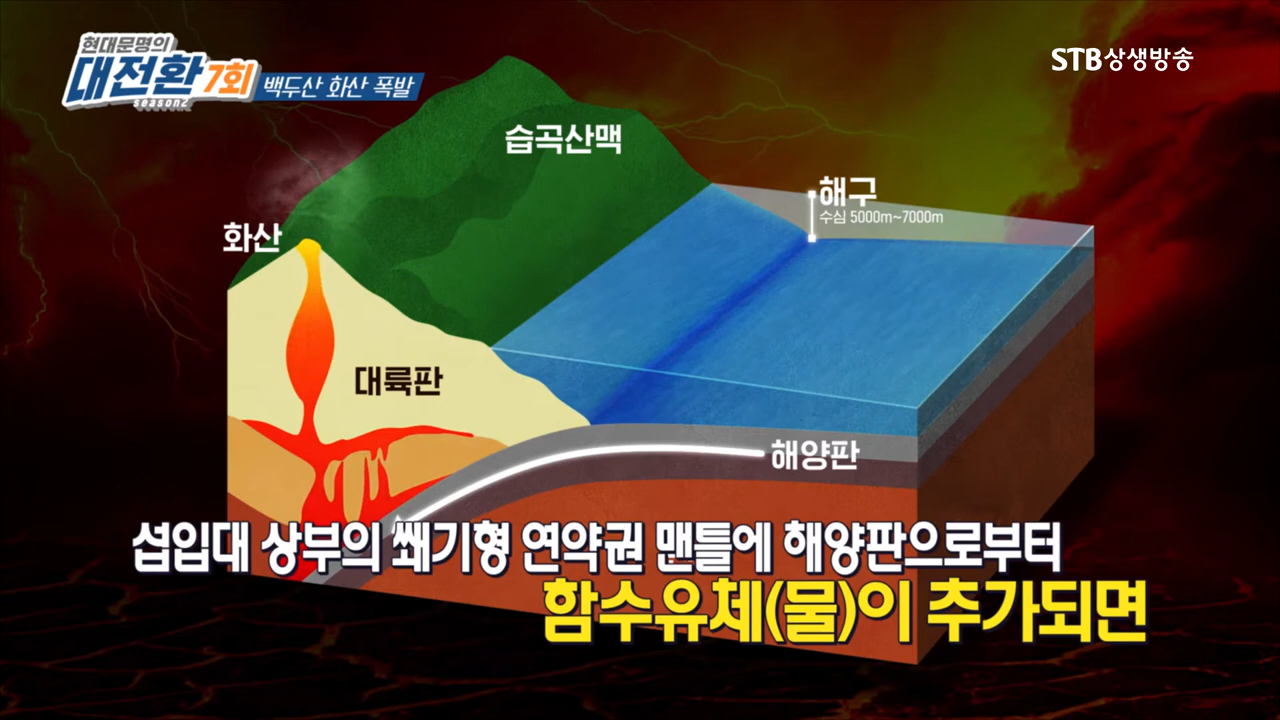 현대문명의
대전환 7회
season2
백두산 화산 폭발
STB상생방송
습곡산맥
해구
수심 5000m~7000m
화산
대륙판
해양판
섭입대 상부의 쐐기형 연약권 맨틀에 해양판으로부터
함수유체(물)이 추가되면